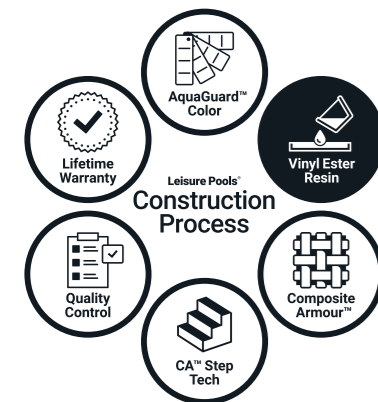 AquaGuard™
Color
Lifetime
Warranty
Vinyl Ester
Resin
Leisure Pools®
Construction
Process
Quality
Control
Composite
Armour™
CA™ Step
Tech